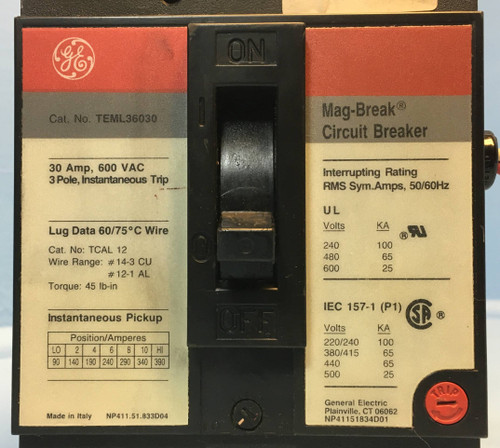 GE
Cat. No. TEML36030
30 Amp, 600 VAC
3 Pole, Instantaneous Trip
Lug Data 60/75°C Wire
Cat. No: TCAL 12
Wire Range: #14-3 CU
#12-1 AL
Torque: 45 lb-in
Instantaneous Pickup
Position/Amperes
LO 2 4 6 8 10 HI
90 140 190 240 290 340 390
Made in Italy NP411.51.833D04
ON
I
O
OFF
Mag-Break®
Circuit Breaker
Interrupting Rating
RMS Sym.Amps, 50/60Hz
UL
Volts KA
240 100
480 65
600 25
UL®
IEC 157-1 (P1)
SA®
Volts KA
220/240 100
380/415 65
440 65
500 25
General Electric
Plainville, CT 06062
NP41151834D01
TRIP